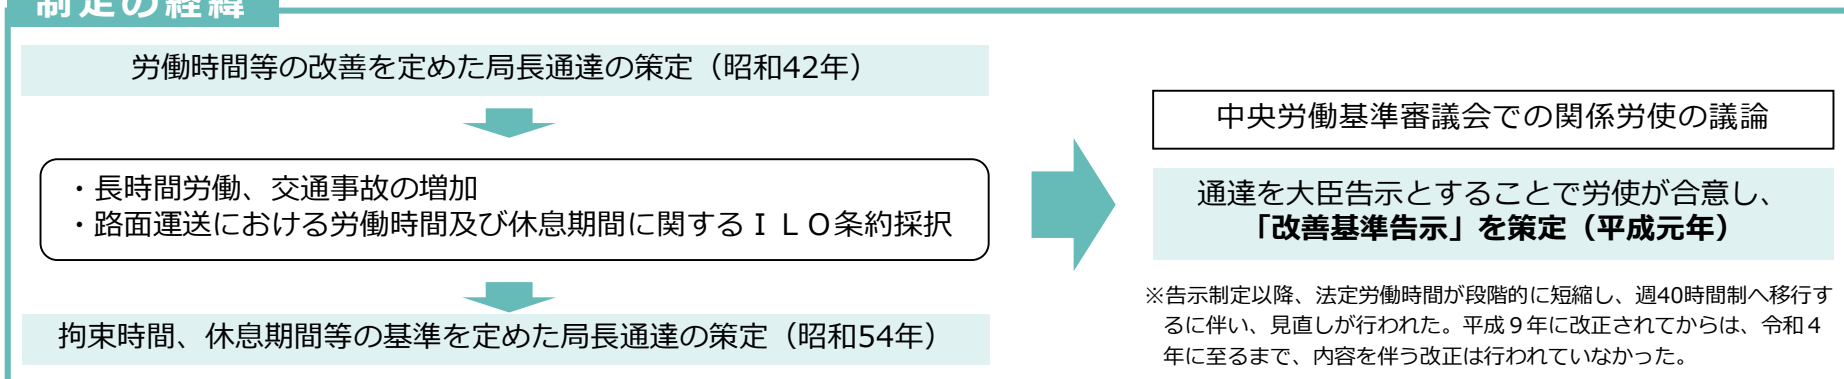 制定の経緯
労働時間等の改善を定めた局長通達の策定（昭和42年）
・長時間労働、交通事故の増加
・路面運送における労働時間及び休息期間に関するＩＬＯ条約採択
拘束時間、休息期間等の基準を定めた局長通達の策定（昭和54年）
中央労働基準審議会での関係労使の議論
通達を大臣告示とすることで労使が合意し、
「改善基準告示」を策定（平成元年）
※告示制定以降、法定労働時間が段階的に短縮し、週40時間制へ移行す
るに伴い、見直しが行われた。平成９年に改正されてからは、令和４
年に至るまで、内容を伴う改正は行われていなかった。